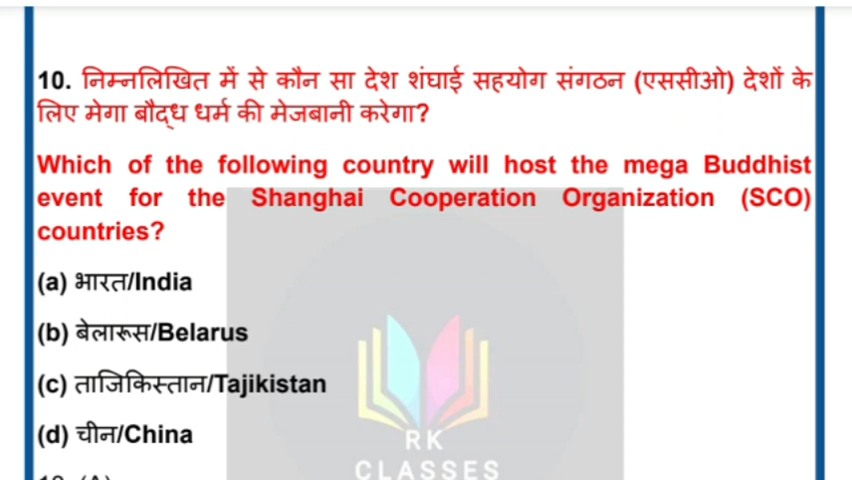 10. निम्नलिखित में से कौन सा देश शंघाई सहयोग संगठन (एससीओ) देशों के
लिए मेगा बौद्ध धर्म की मेजबानी करेगा?
Which of the following country will host the mega Buddhist
event for the Shanghai Cooperation Organization (SCO)
countries?
(a) भारत/India
(b) बेलारूस/Belarus
(c) ताजिकिस्तान/Tajikistan
(d) चीन/China
RK
CLASSES